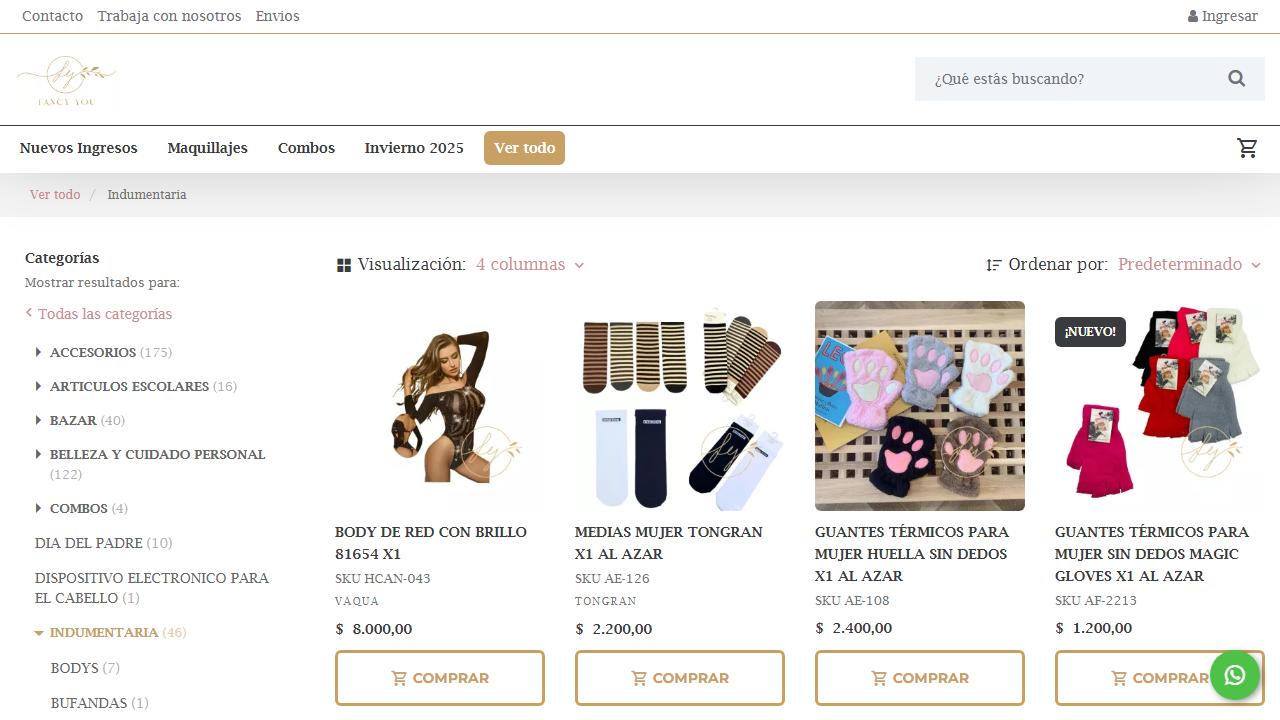 Contacto Trabaja con nosotros Envios Ingresar
FANCY YOU
¿Qué estás buscando?
Nuevos Ingresos Maquillajes Combos Invierno 2025 Ver todo
Ver todo / Indumentaria
Categorías
Mostrar resultados para:
Todas las categorías
ACCESORIOS (175)
ARTICULOS ESCOLARES (16)
BAZAR (40)
BELLEZA Y CUIDADO PERSONAL
(122)
COMBOS (4)
DIA DEL PADRE (10)
DISPOSITIVO ELECTRONICO PARA
EL CABELLO (1)
INDUMENTARIA (46)
BODYS (7)
BUFANDAS (1)
Visualización: 4 columnas
Ordenar por: Predeterminado
BODY DE RED CON BRILLO
81654 X1
SKU HCAN-043
VAQUA
$ 8.000,00
COMPRAR
MEDIAS MUJER TONGRAN
X1 AL AZAR
SKU AE-126
TONGRAN
$ 2.200,00
COMPRAR
GUANTES TÉRMICOS PARA
MUJER HUELLA SIN DEDOS
X1 AL AZAR
SKU AE-108
$ 2.400,00
COMPRAR
¡NUEVO!
GUANTES TÉRMICOS PARA
MUJER SIN DEDOS MAGIC
GLOVES X1 AL AZAR
SKU AF-2213
$ 1.200,00
COMPRAR